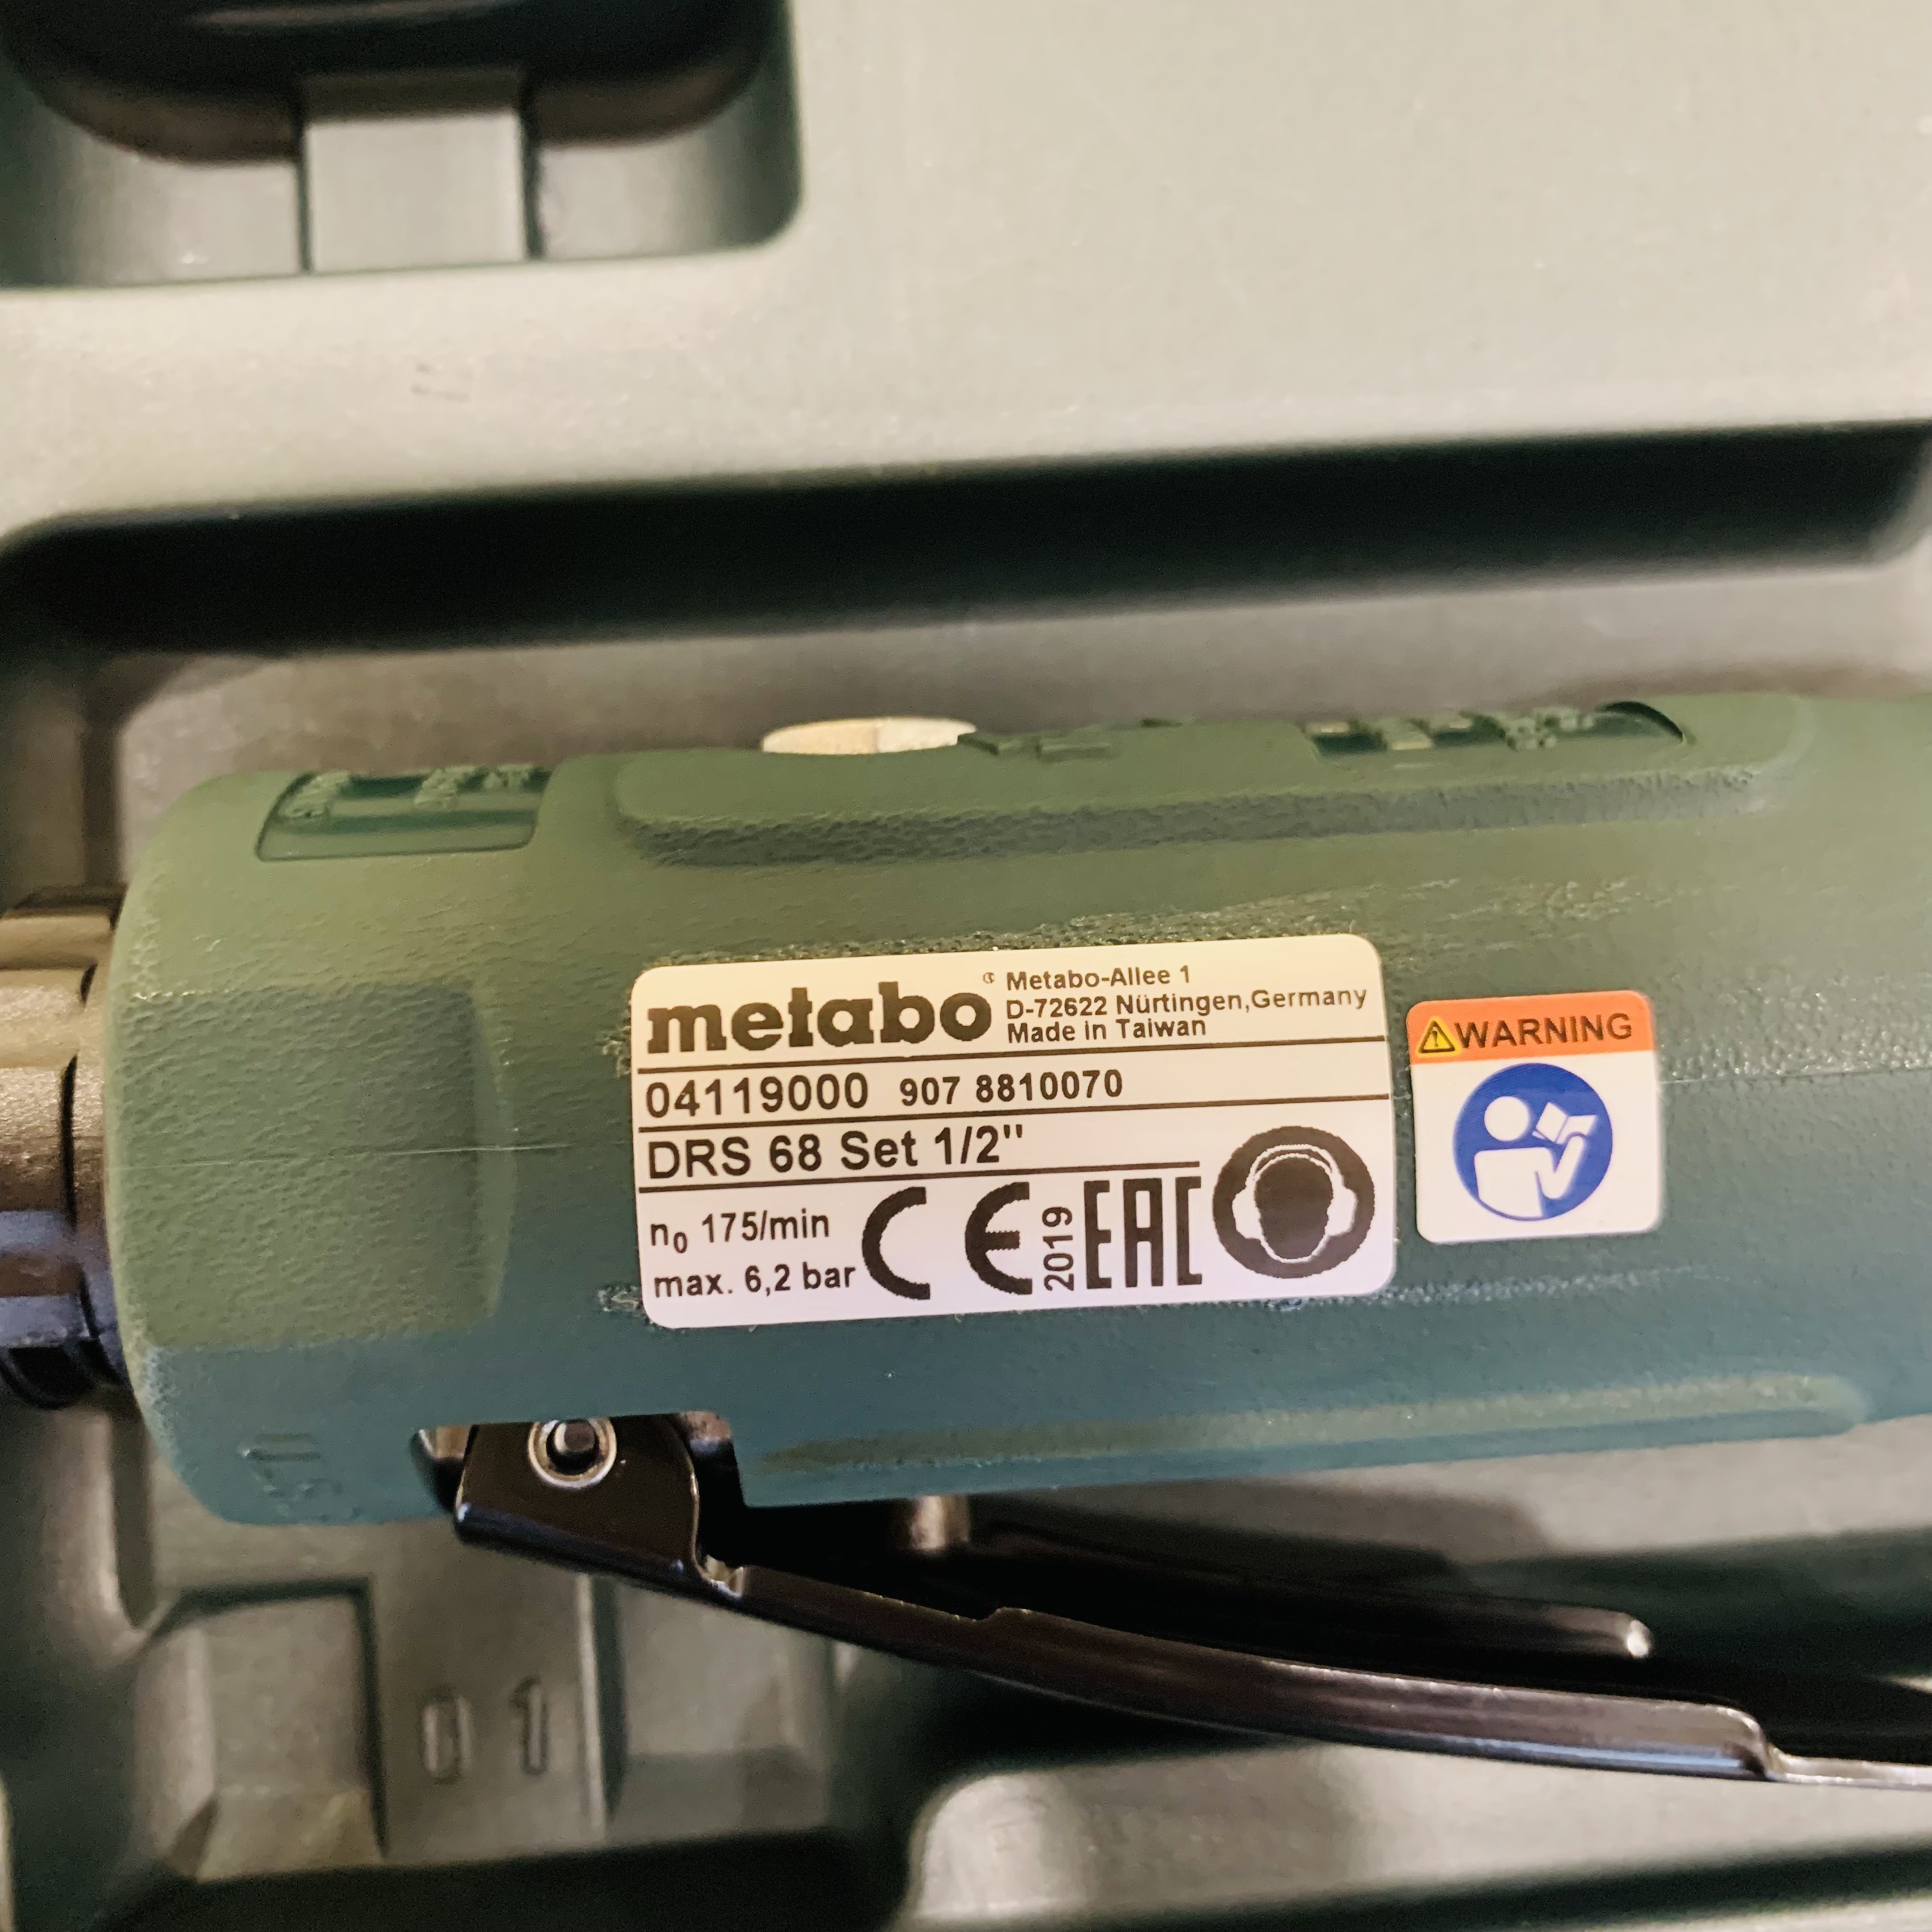 metabo®
Metabo-Allee 1
D-72622 Nürtingen,Germany
Made in Taiwan
04119000 907 8810070
DRS 68 Set 1/2"
n₀ 175/min
max. 6,2 bar
CE
2019
EAC
WARNING
01